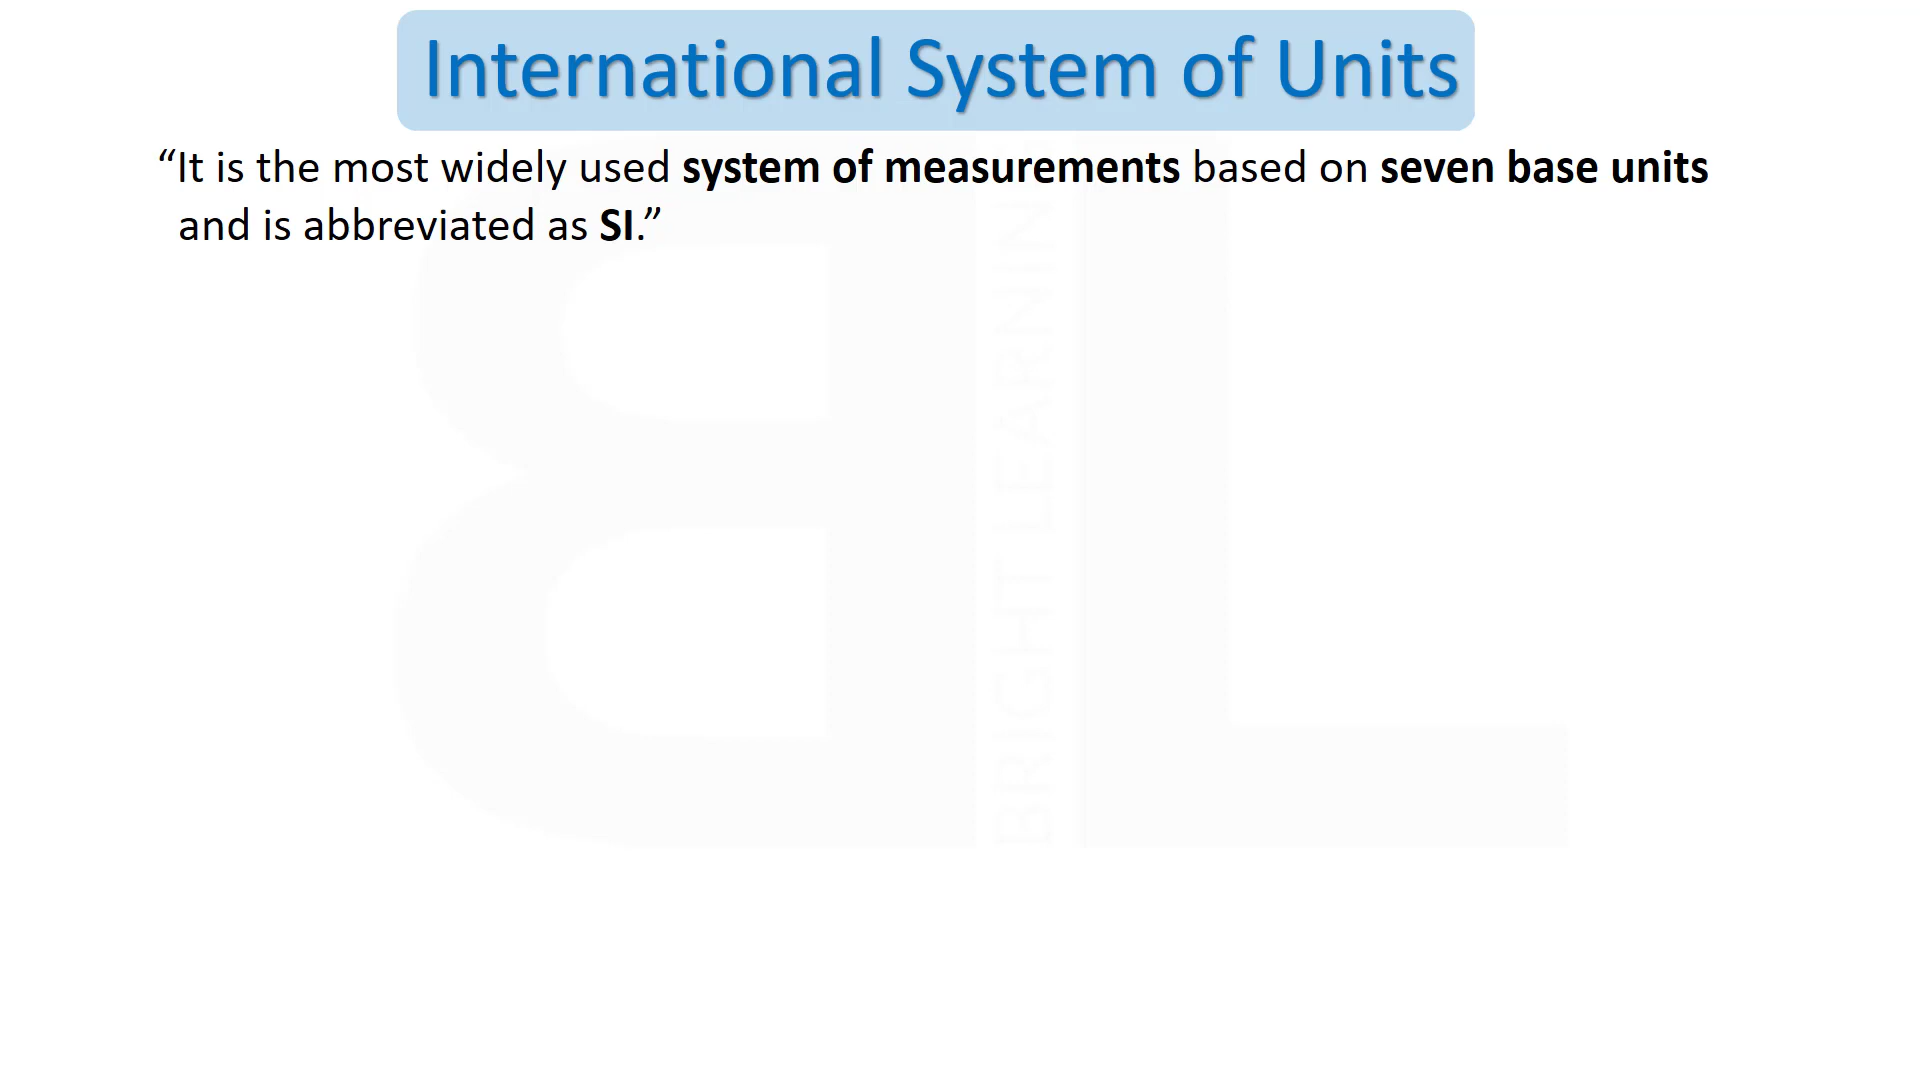 International System of Units
“It is the most widely used system of measurements based on seven base units
and is abbreviated as SI.”
BRIGHT LEARNING